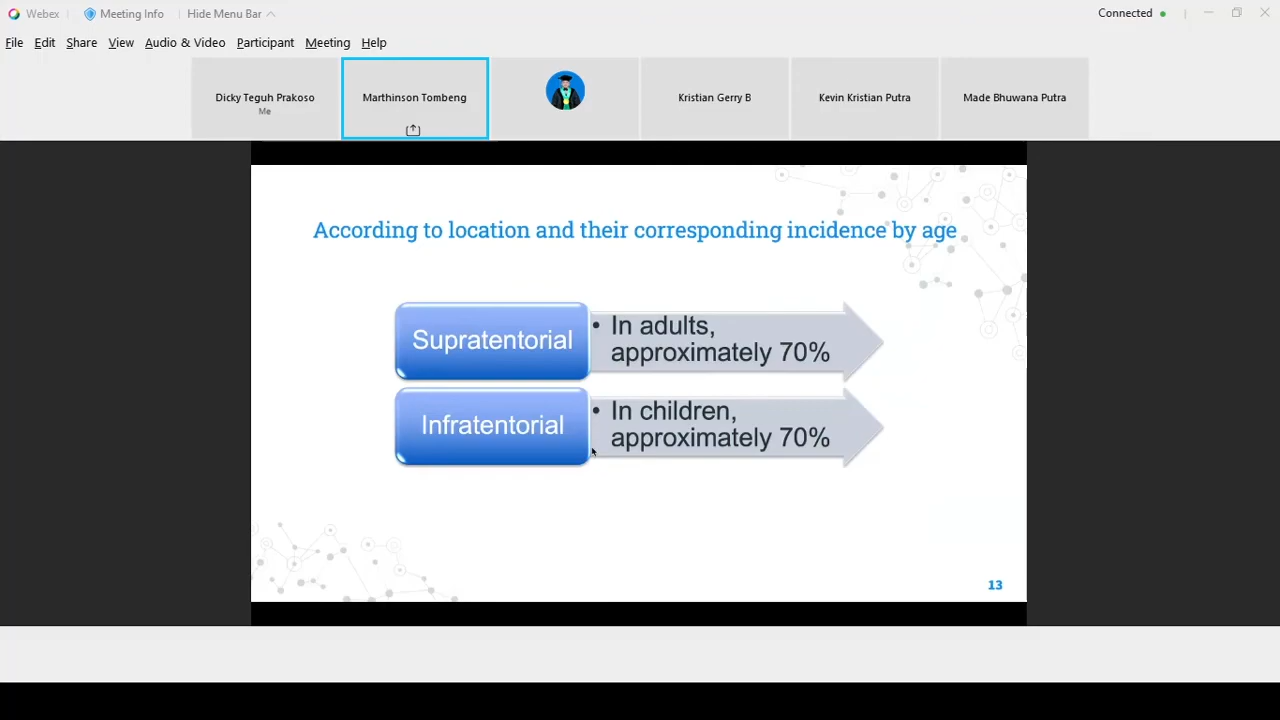 Webex Meeting Info Hide Menu Bar Connected
File Edit Share View Audio & Video Participant Meeting Help
Dicky Teguh Prakoso
Me
Marthinson Tombeng
Kristian Gerry B
Kevin Kristian Putra
Made Bhuwana Putra
According to location and their corresponding incidence by age
Supratentorial
• In adults,
approximately 70%
Infratentorial
• In children,
approximately 70%
13